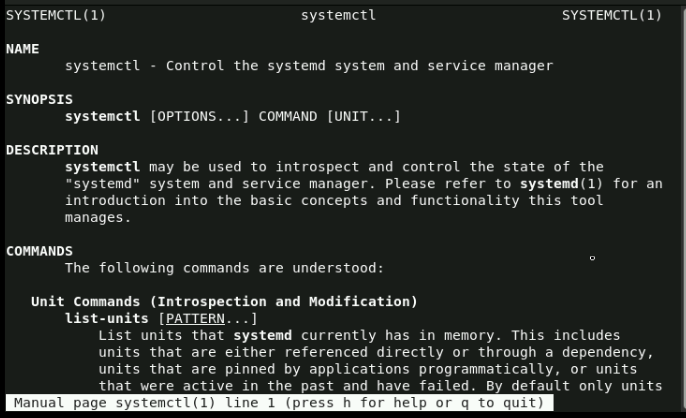 SYSTEMCTL(1) systemctl SYSTEMCTL(1)
NAME
systemctl - Control the systemd system and service manager
SYNOPSIS
systemctl [OPTIONS...] COMMAND [UNIT...]
DESCRIPTION
systemctl may be used to introspect and control the state of the
"systemd" system and service manager. Please refer to systemd(1) for an
introduction into the basic concepts and functionality this tool
manages.
COMMANDS
The following commands are understood:
Unit Commands (Introspection and Modification)
list-units [PATTERN...]
List units that systemd currently has in memory. This includes
units that are either referenced directly or through a dependency,
units that are pinned by applications programmatically, or units
that were active in the past and have failed. By default only units
Manual page systemctl(1) line 1 (press h for help or q to quit)